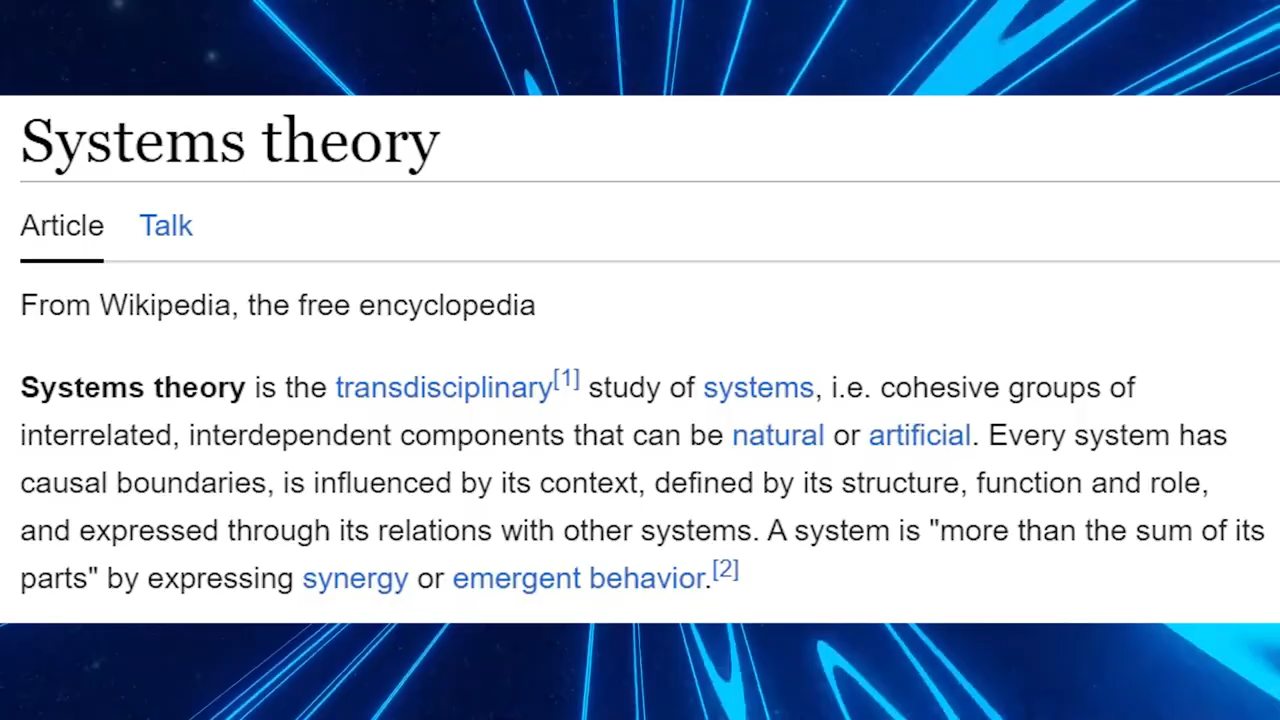 Systems theory
Article Talk
From Wikipedia, the free encyclopedia
Systems theory is the transdisciplinary[1] study of systems, i.e. cohesive groups of
interrelated, interdependent components that can be natural or artificial. Every system has
causal boundaries, is influenced by its context, defined by its structure, function and role,
and expressed through its relations with other systems. A system is "more than the sum of its
parts" by expressing synergy or emergent behavior.[2]